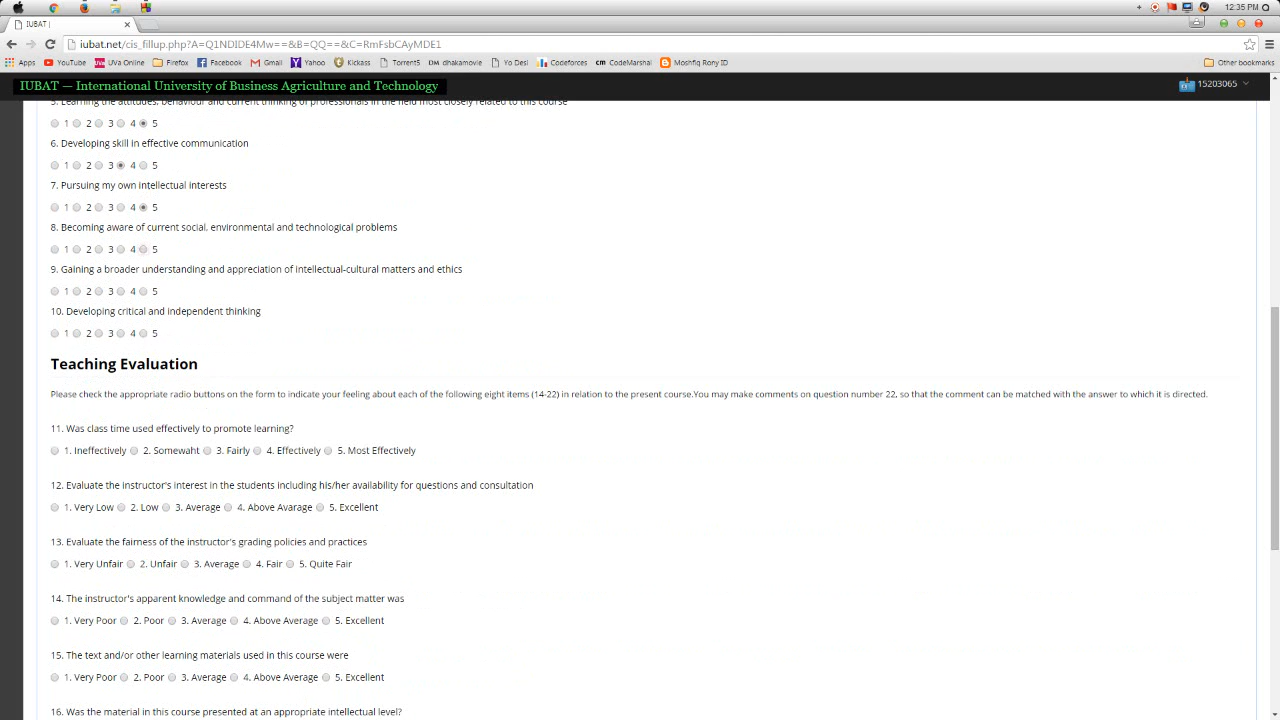 12:35 PM
IUBAT |
iubat.net/cis_fillup.php?A=Q1NDIDE4Mw==&B=QQ==&C=RmFsbCAyMDE1
Apps YouTube UVa Online Firefox Facebook Gmail Yahoo Kickass Torrent5 DM dhakamovie Yo Desi Codeforces cm CodeMarshal Moshfiq Rony ID Other bookmarks
IUBAT — International University of Business Agriculture and Technology 15203065
5. Learning the attitudes, behaviour and current thinking of professionals in the field most closely related to this course
1 2 3 4 5
6. Developing skill in effective communication
1 2 3 4 5
7. Pursuing my own intellectual interests
1 2 3 4 5
8. Becoming aware of current social, environmental and technological problems
1 2 3 4 5
9. Gaining a broader understanding and appreciation of intellectual-cultural matters and ethics
1 2 3 4 5
10. Developing critical and independent thinking
1 2 3 4 5
Teaching Evaluation
Please check the appropriate radio buttons on the form to indicate your feeling about each of the following eight items (14-22) in relation to the present course.You may make comments on question number 22, so that the comment can be matched with the answer to which it is directed.
11. Was class time used effectively to promote learning?
1. Ineffectively 2. Somewaht 3. Fairly 4. Effectively 5. Most Effectively
12. Evaluate the instructor's interest in the students including his/her availability for questions and consultation
1. Very Low 2. Low 3. Average 4. Above Avarage 5. Excellent
13. Evaluate the fairness of the instructor's grading policies and practices
1. Very Unfair 2. Unfair 3. Average 4. Fair 5. Quite Fair
14. The instructor's apparent knowledge and command of the subject matter was
1. Very Poor 2. Poor 3. Average 4. Above Average 5. Excellent
15. The text and/or other learning materials used in this course were
1. Very Poor 2. Poor 3. Average 4. Above Average 5. Excellent
16. Was the material in this course presented at an appropriate intellectual level?